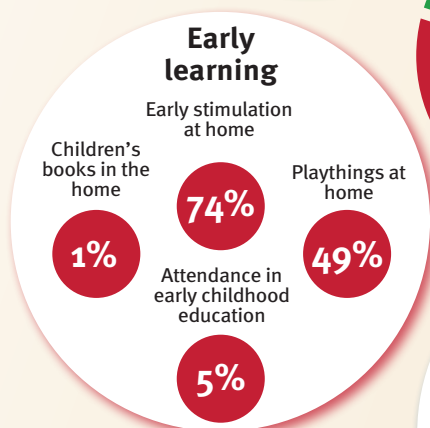 Early
learning
Early stimulation
at home
74%
Children’s
books in the
home
1%
Playthings at
home
49%
Attendance in
early childhood
education
5%